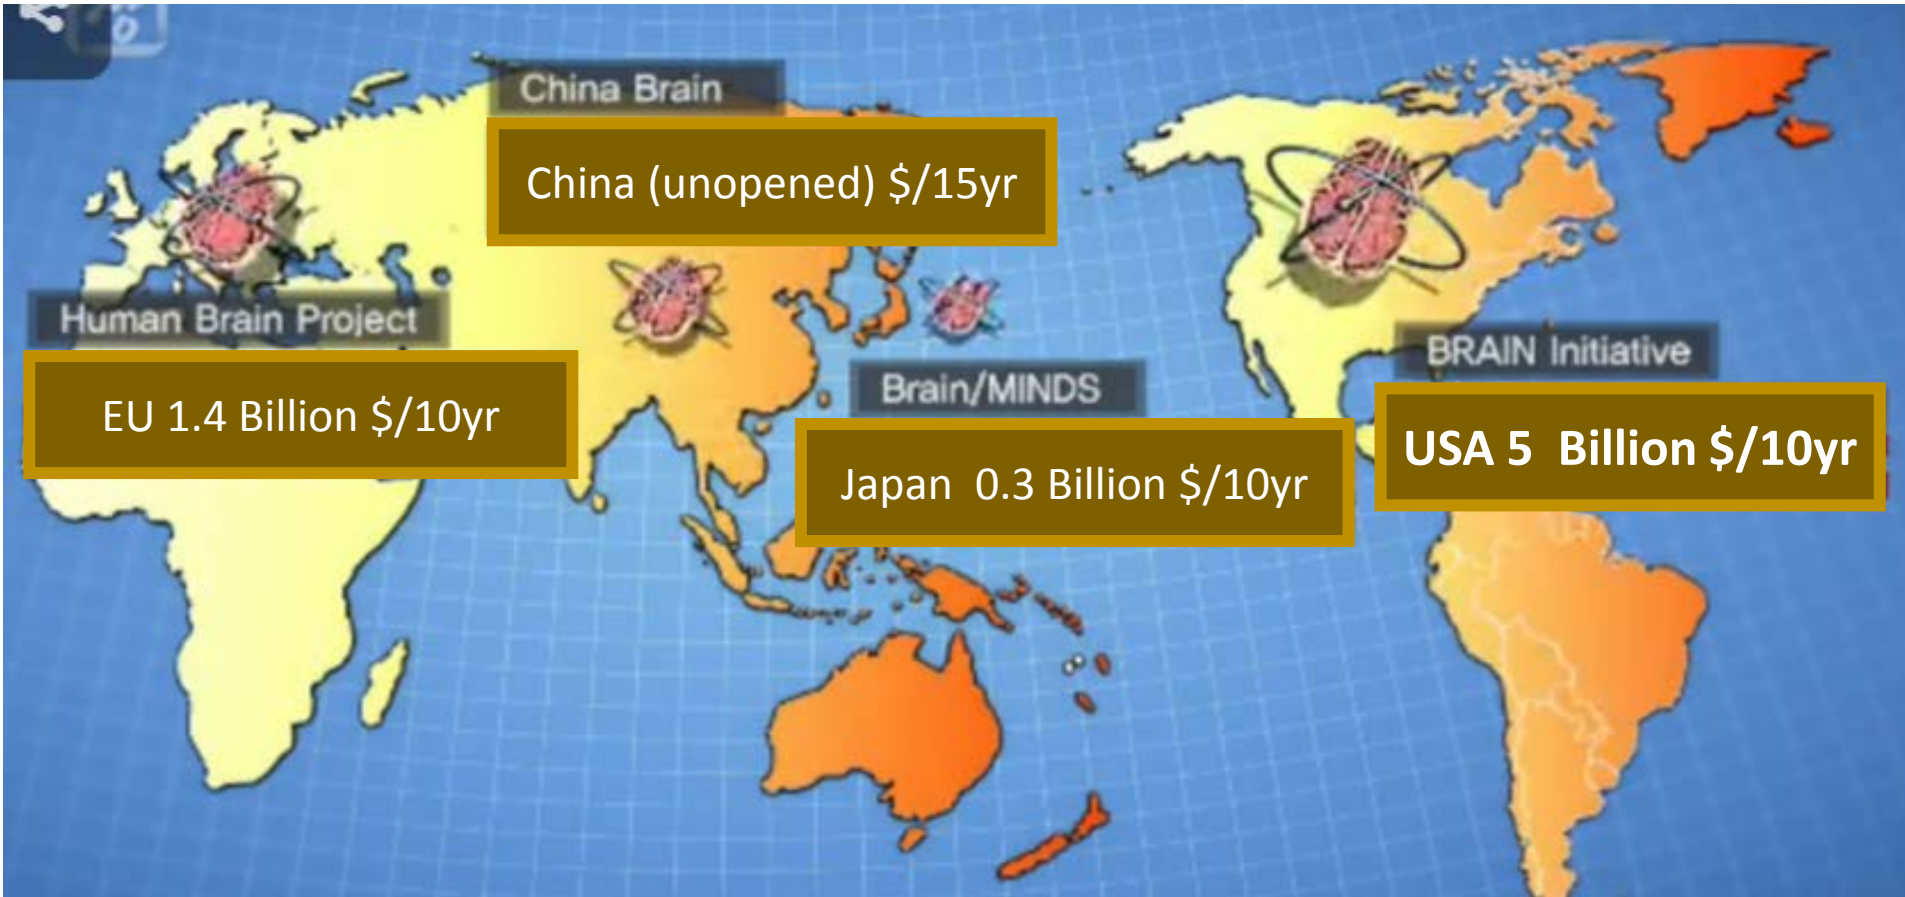 China Brain
China (unopened) $/15yr
Human Brain Project
EU 1.4 Billion $/10yr
Brain/MINDS
Japan 0.3 Billion $/10yr
BRAIN Initiative
USA 5 Billion $/10yr